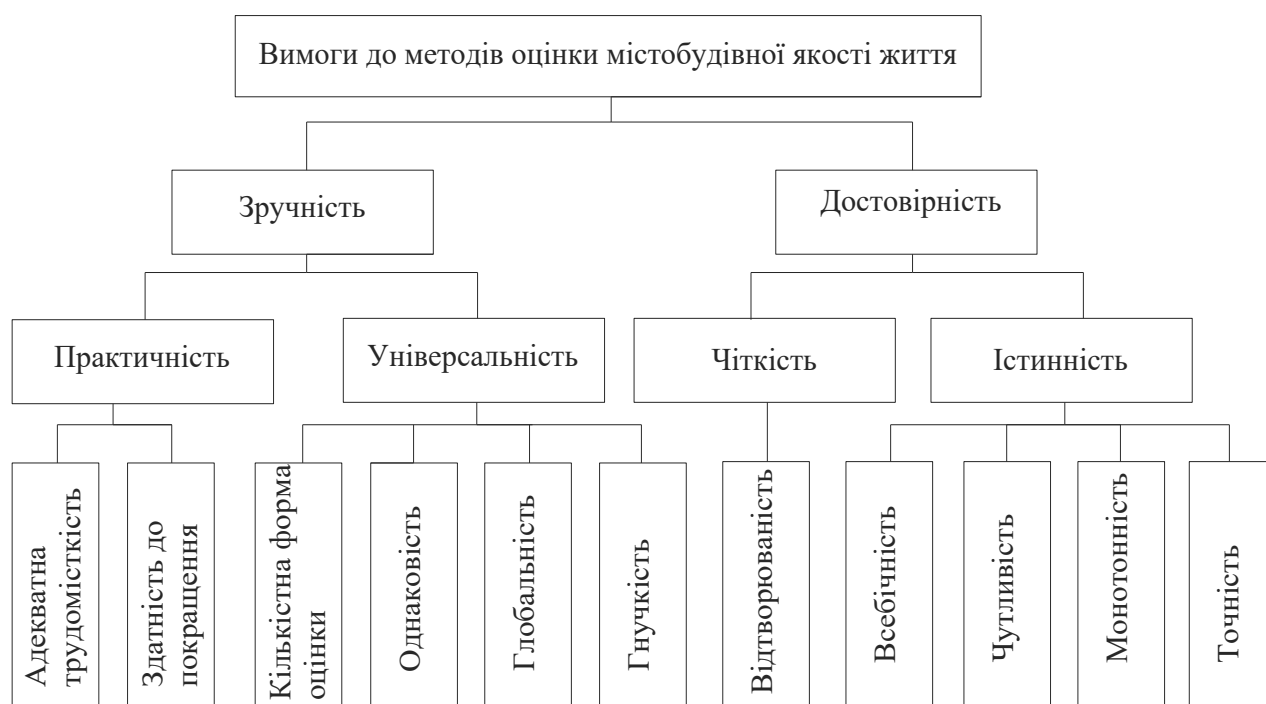 Вимоги до методів оцінки містобудівної якості життя
Зручність
Достовірність
Практичність
Універсальність
Чіткість
Істинність
Адекватна
трудомісткість
Здатність до
покращення
Кількістна форма
оцінки
Однаковість
Глобальність
Гнучкість
Відтворюваність
Всебічність
Чутливість
Монотонність
Точність